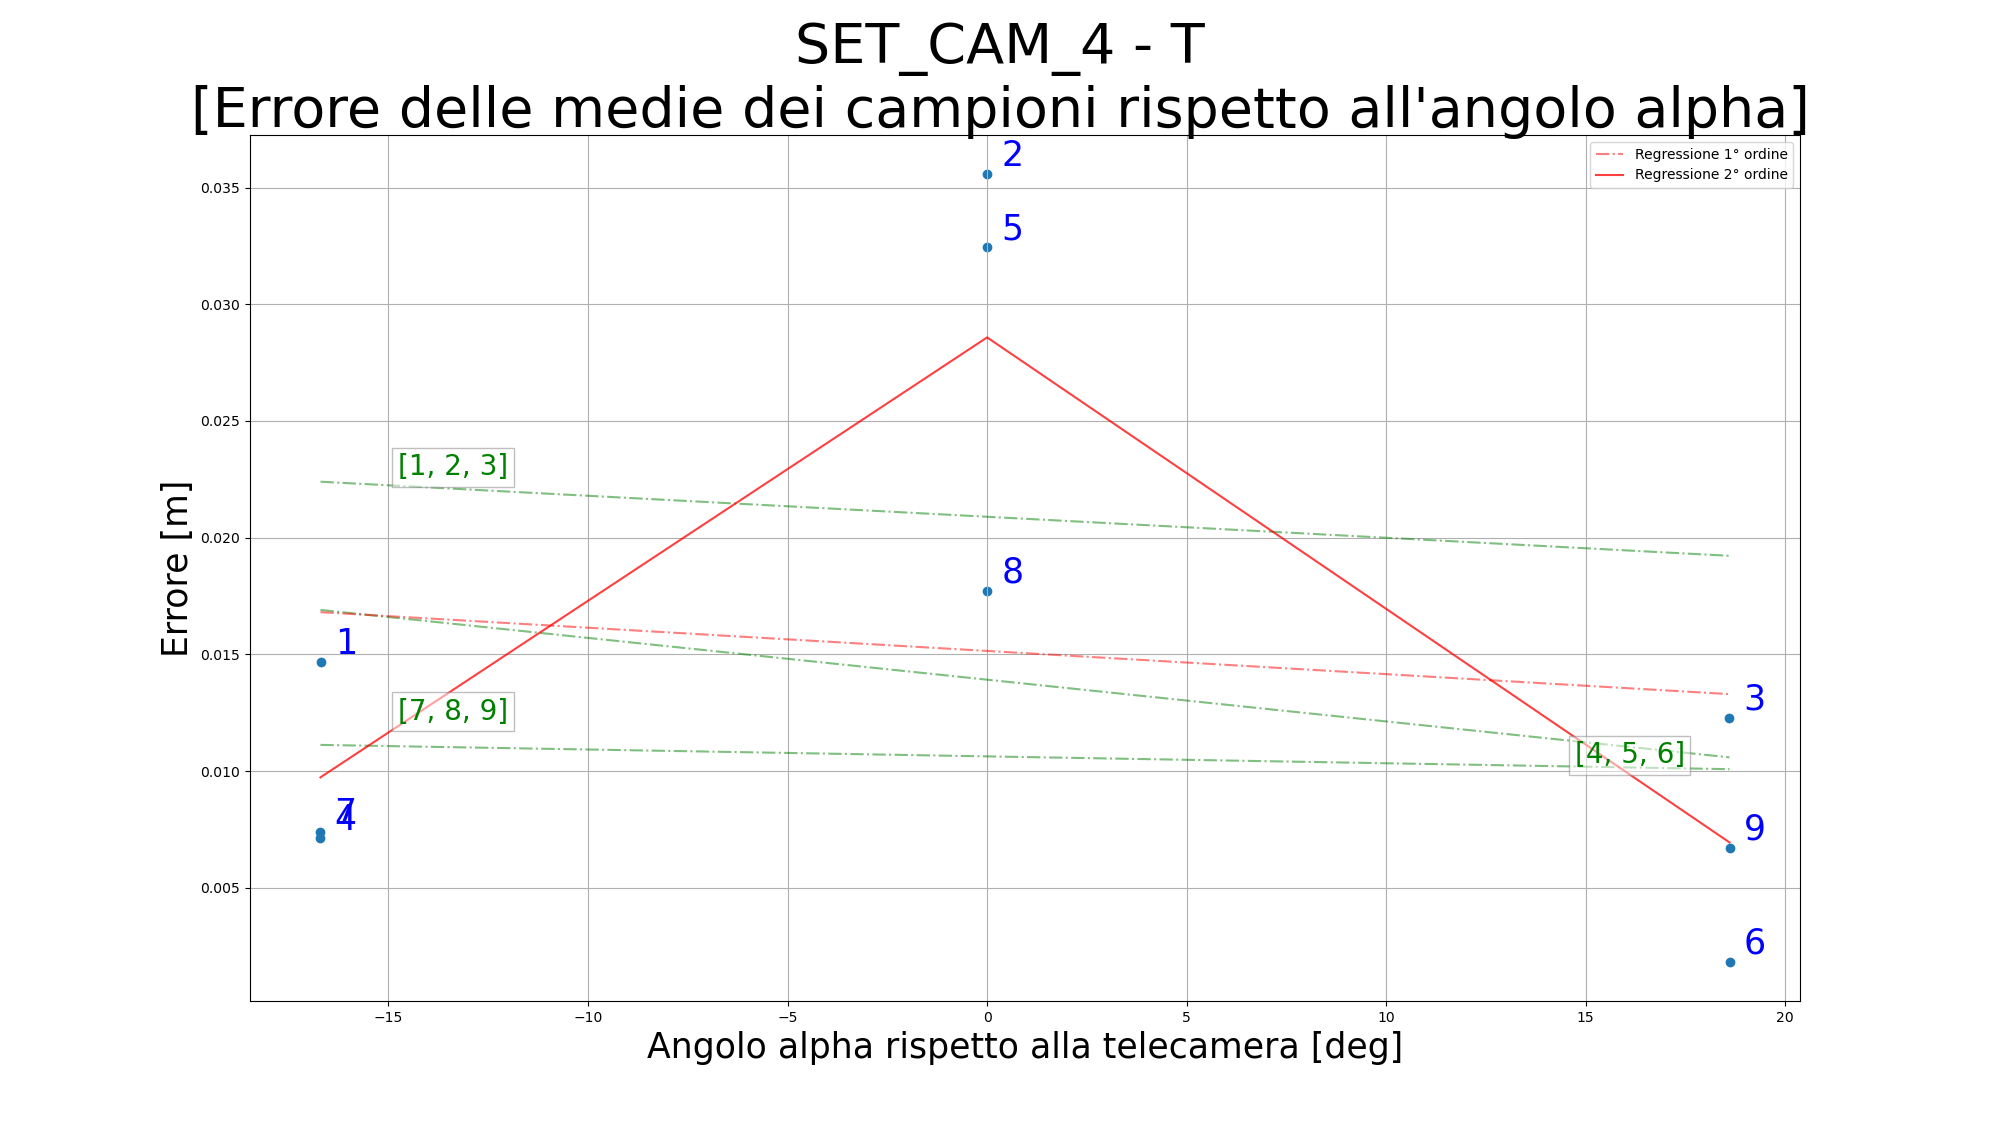 SET_CAM_4 - T
[Errore delle medie dei campioni rispetto all'angolo alpha]
2
Regressione 1° ordine
Regressione 2° ordine
0.035
5
0.030
0.025
[1, 2, 3]
0.020
8
Errore [m]
1
0.015
3
[7, 8, 9]
[4, 5, 6]
0.010
7
4
9
0.005
6
−15 −10 −5 0 5 10 15 20
Angolo alpha rispetto alla telecamera [deg]